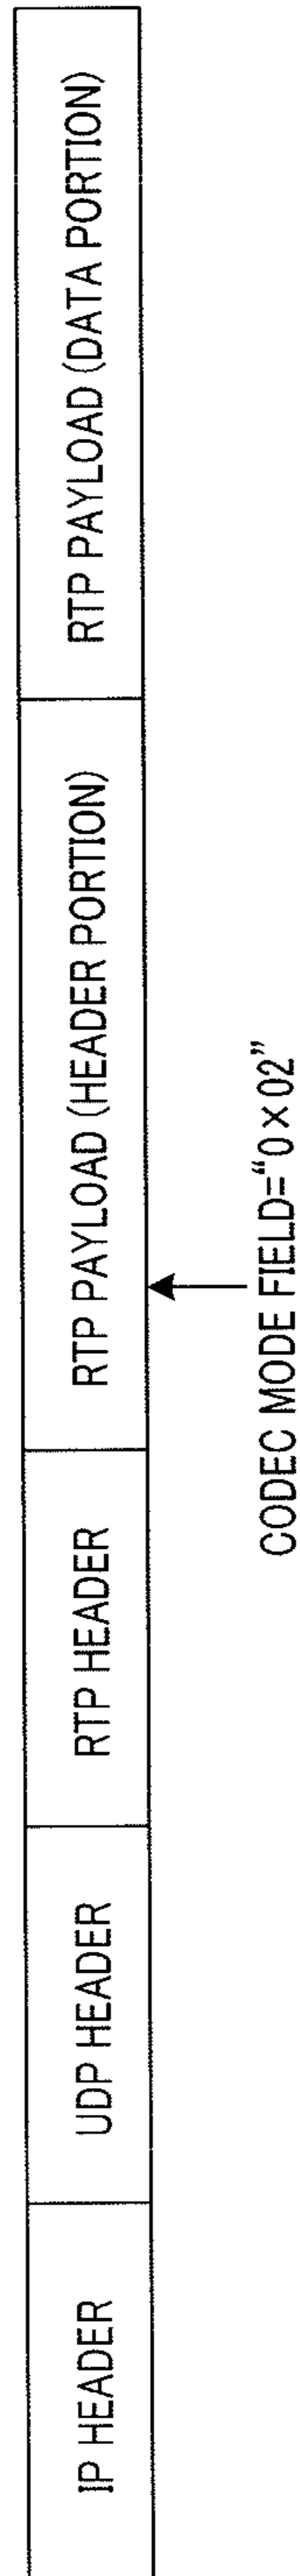 IP HEADER
UDP HEADER
RTP HEADER
RTP PAYLOAD (HEADER PORTION)
RTP PAYLOAD (DATA PORTION)
CODEC MODE FIELD=“0×02”